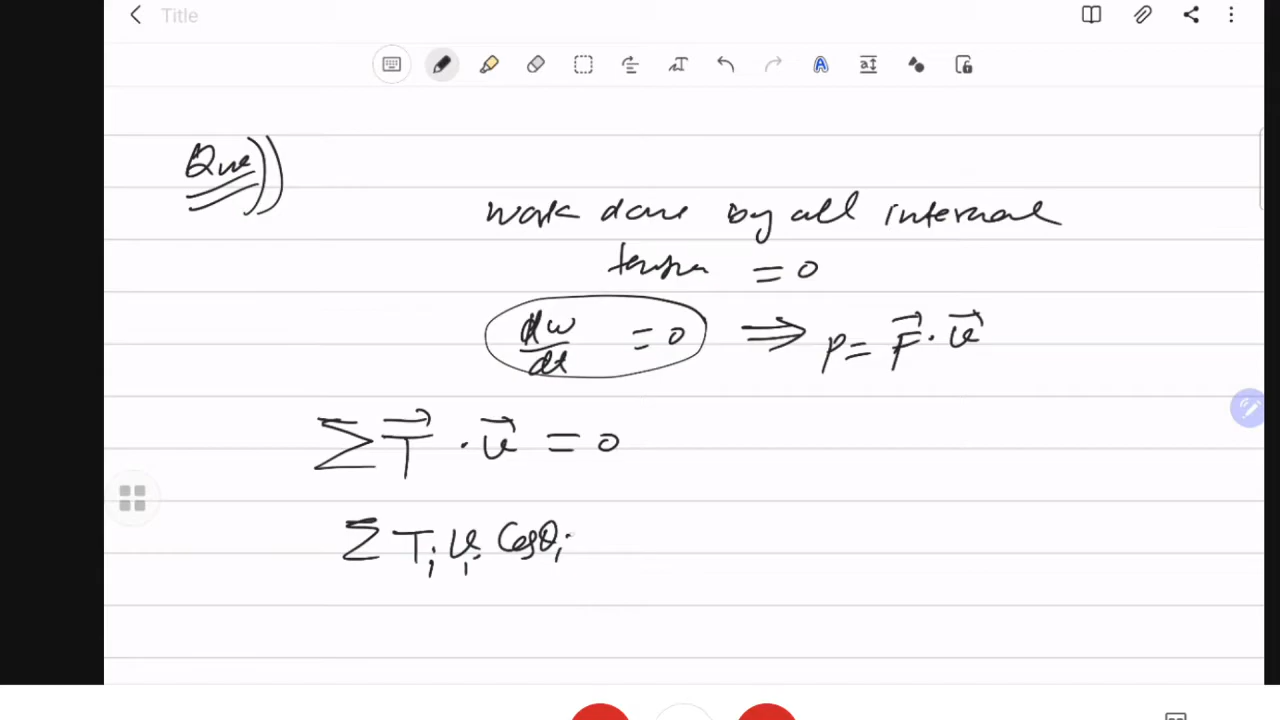 Title
Que))
Work done by all internal
tension = 0
dw/dt = 0 ⇒ P = F⃗ · v⃗
Σ T⃗ · v⃗ = 0
Σ Tᵢ vᵢ Cosθᵢ